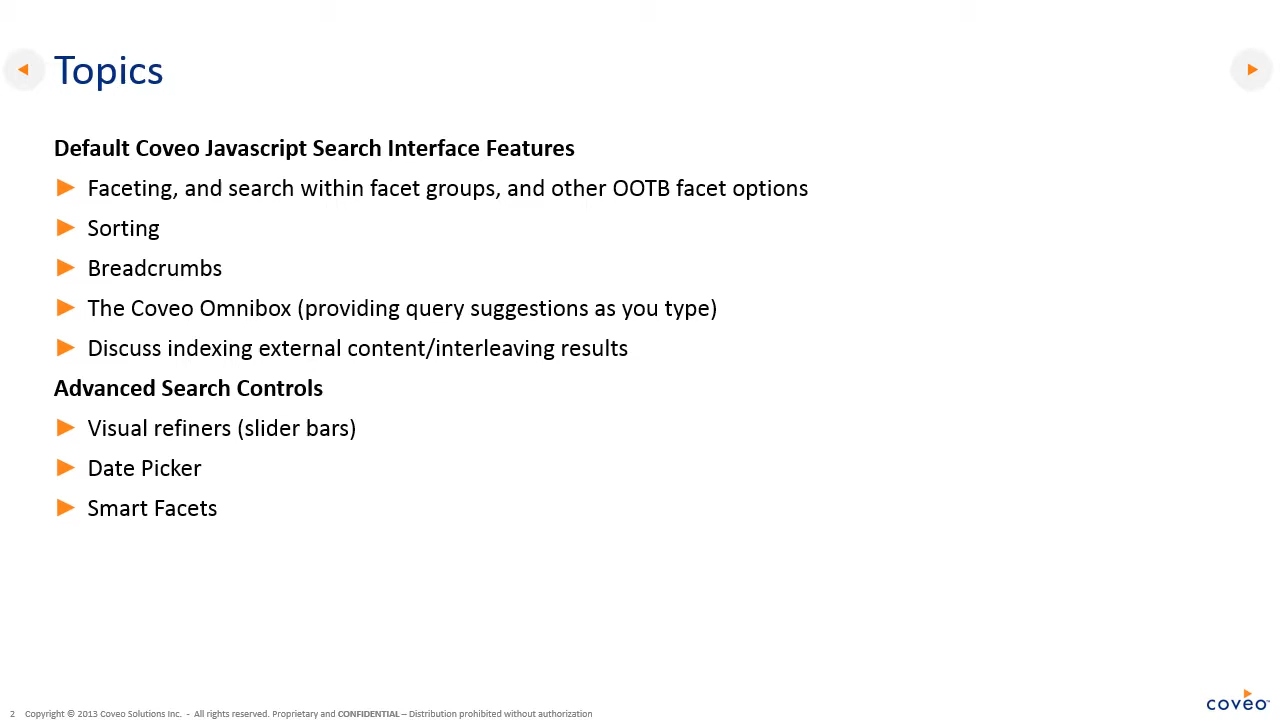 Topics
Default Coveo Javascript Search Interface Features
Faceting, and search within facet groups, and other OOTB facet options
Sorting
Breadcrumbs
The Coveo Omnibox (providing query suggestions as you type)
Discuss indexing external content/interleaving results
Advanced Search Controls
Visual refiners (slider bars)
Date Picker
Smart Facets
2 Copyright © 2013 Coveo Solutions Inc. - All rights reserved. Proprietary and CONFIDENTIAL – Distribution prohibited without authorization
coveo™